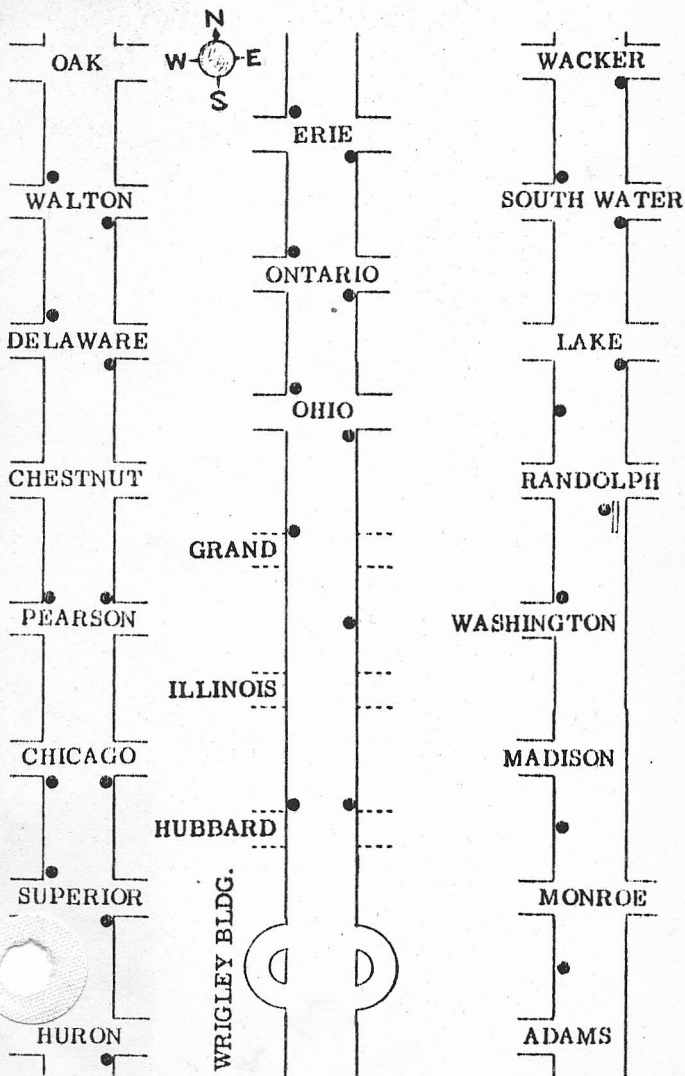 OAK
WALTON
DELAWARE
CHESTNUT
PEARSON
CHICAGO
SUPERIOR
HURON
N
W E
S
ERIE
ONTARIO
OHIO
GRAND
ILLINOIS
HUBBARD
WRIGLEY BLDG.
WACKER
SOUTH WATER
LAKE
RANDOLPH
WASHINGTON
MADISON
MONROE
ADAMS